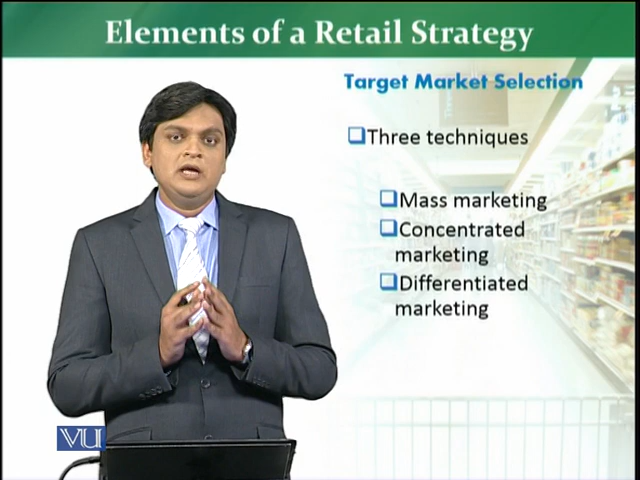 Elements of a Retail Strategy
Target Market Selection
Three techniques
Mass marketing
Concentrated
marketing
Differentiated
marketing
VU